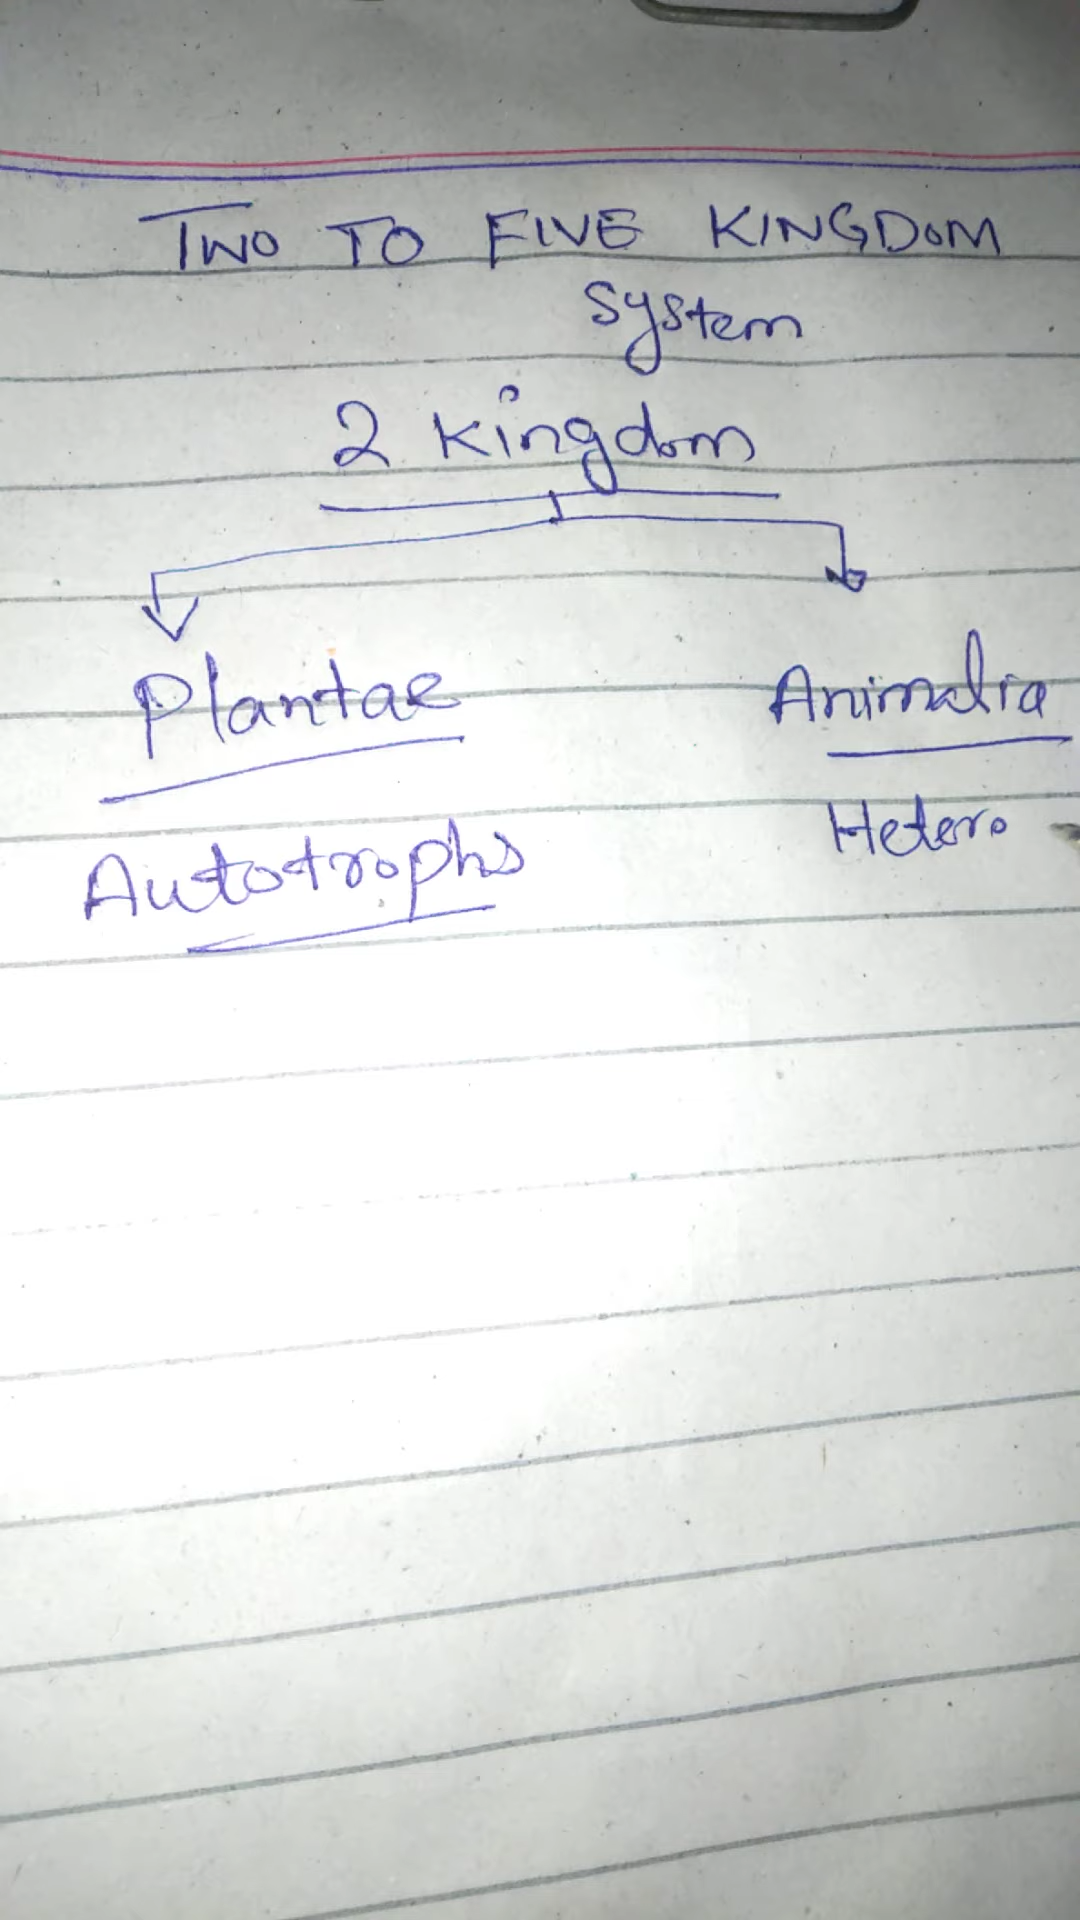 TWO TO FIVE KINGDOM
System
2 kingdom
Plantae Animalia
Autotrophs Hetero